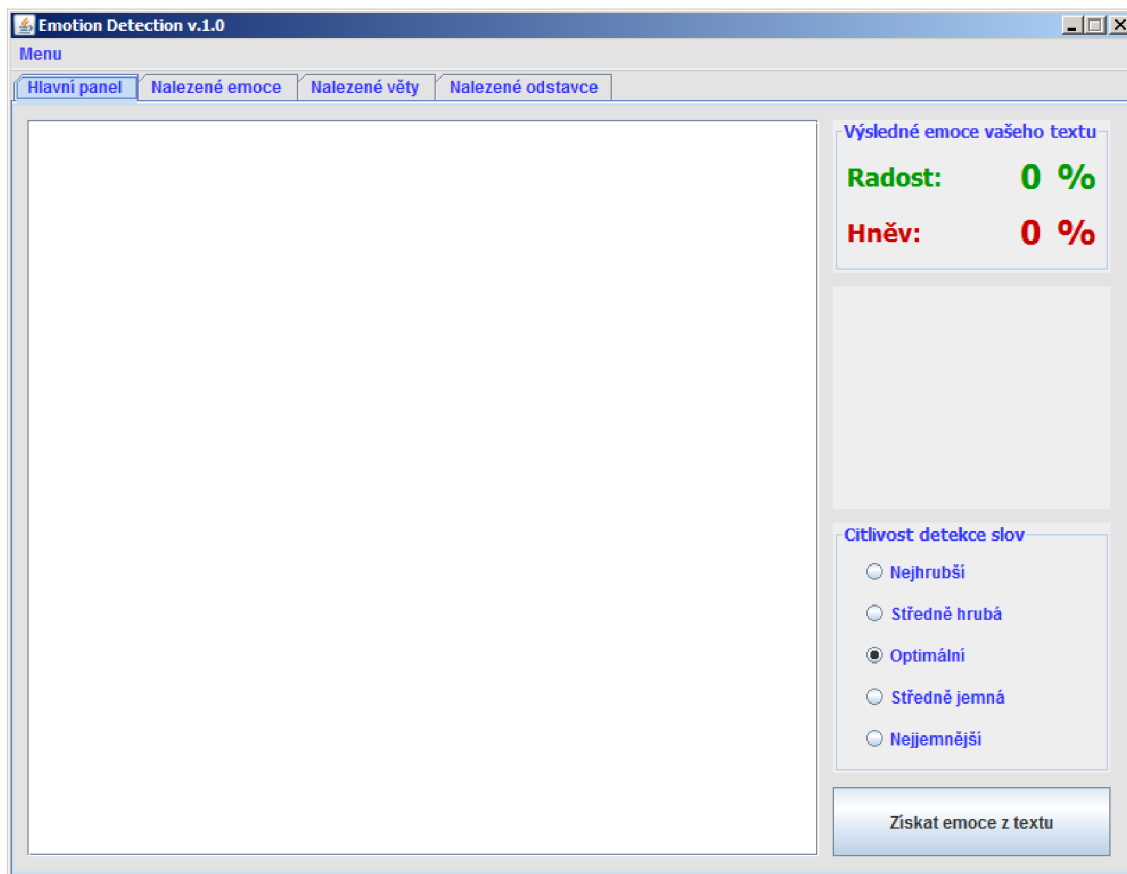 Emotion Detection v.1.0
Menu
Hlavní panel Nalezené emoce Nalezené věty Nalezené odstavce
Výsledné emoce vašeho textu
Radost: 0 %
Hněv: 0 %
Citlivost detekce slov
Nejhrubší
Středně hrubá
Optimální
Středně jemná
Nejjemnější
Získat emoce z textu